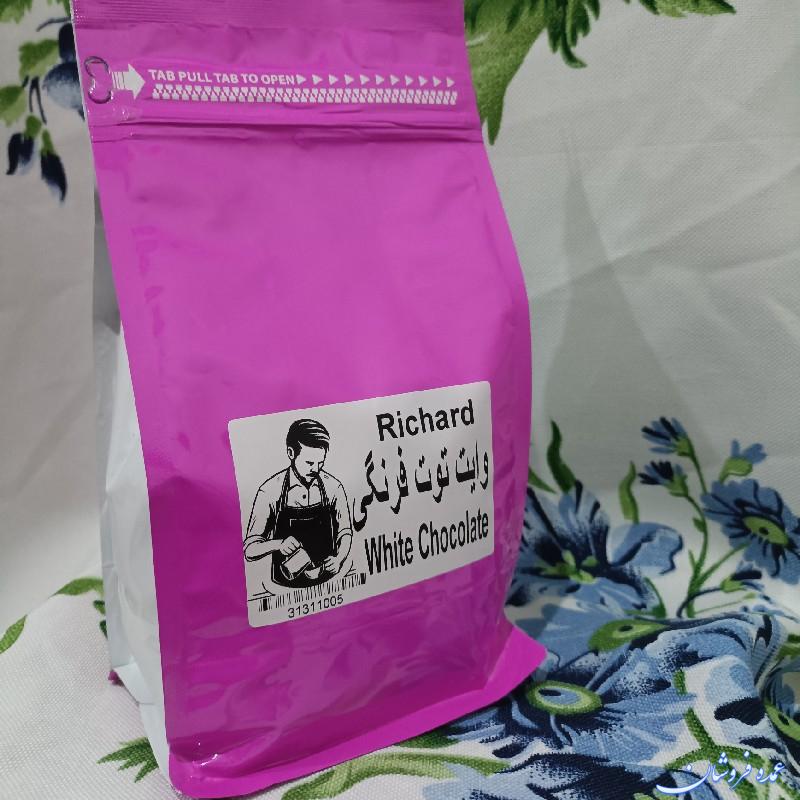 TAB PULL TAB TO OPEN
Richard
وایت توت فرنگی
White Chocolate
31311005
عمده فروشان